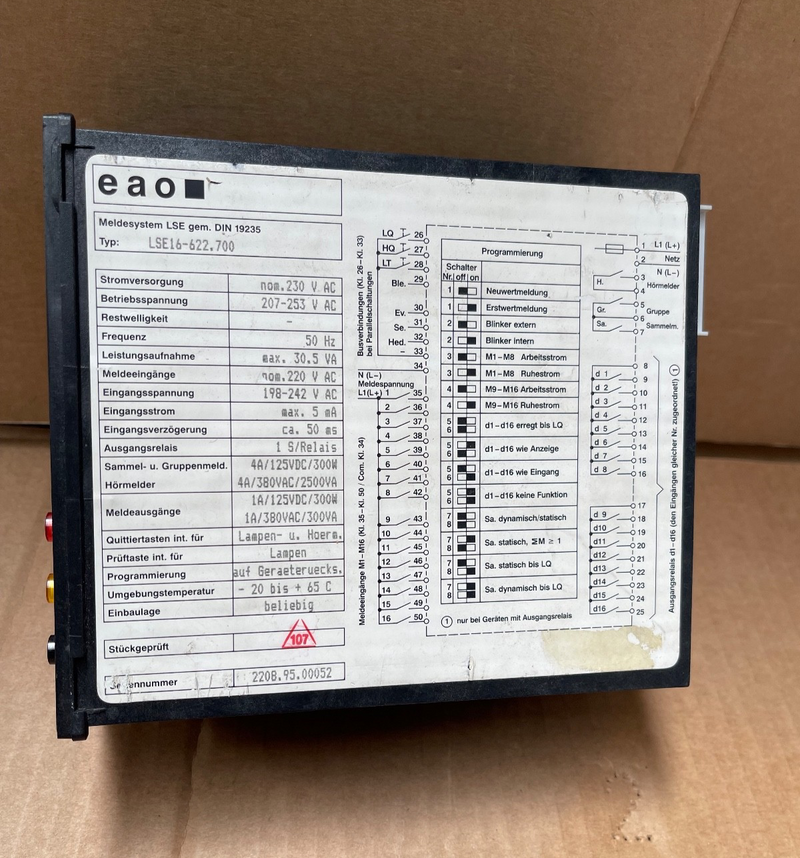 eao
Meldesystem LSE gem. DIN 19235
Typ: LSE16-622.700
Stromversorgung nom.230 V AC
Betriebsspannung 207-253 V AC
Restwelligkeit -
Frequenz 50 Hz
Leistungsaufnahme max. 30.5 VA
Meldeeingänge nom.220 V AC
Eingangsspannung 198-242 V AC
Eingangsstrom max. 5 mA
Eingangsverzögerung ca. 50 ms
Ausgangsrelais 1 S/Relais
Sammel- u. Gruppenmeld. 4A/125VDC/300W
Hörmelder 4A/380VAC/2500VA
Meldeausgänge 1A/125VDC/300W
1A/380VAC/300VA
Quittiertasten int. für Lampen- u. Hoerm.
Prüftaste int. für Lampen
Programmierung auf Geraeteruecks.
Umgebungstemperatur - 20 bis + 65 C
Einbaulage beliebig
Stückgeprüft 107
Seriennummer 2208.95.00052
Busverbindungen (Kl. 26-Kl. 33)
bei Parallelschaltungen
LQ 26
HQ 27
LT 28
Ble. 29
Ev. 30
Se. 31
Hed. 32
– 33
34
N (L–)
Meldespannung
L1(L+)
Meldeeingänge M1–M16 (Kl. 35-Kl. 50 / Com. Kl. 34)
1 35
2 36
3 37
4 38
5 39
6 40
7 41
8 42
9 43
10 44
11 45
12 46
13 47
14 48
15 49
16 50
Programmierung
Schalter
Nr. off on
1 Neuwertmeldung
1 Erstwertmeldung
2 Blinker extern
2 Blinker intern
3 M1–M8 Arbeitsstrom
3 M1–M8 Ruhestrom
4 M9–M16 Arbeitsstrom
4 M9–M16 Ruhestrom
5 6 d1–d16 erregt bis LQ
5 6 d1–d16 wie Anzeige
5 6 d1–d16 wie Eingang
5 6 d1–d16 keine Funktion
7 8 Sa. dynamisch/statisch
7 8 Sa. statisch, ΣM ≥ 1
7 8 Sa. statisch bis LQ
7 8 Sa. dynamisch bis LQ
① nur bei Geräten mit Ausgangsrelais
1 L1 (L+)
Netz
2 N (L–)
H. 3 Hörmelder
4
Gr. 5 Gruppe
6
Sa. Sammelm.
7
8
d 1 9
d 2 10
d 3 11
d 4 12
d 5 13
d 6 14
d 7 15
d 8 16
17
d 9 18
d10 19
d11 20
d12 21
d13 22
d14 23
d15 24
d16 25
Ausgangsrelais d1–d16 (den Eingängen gleicher Nr. zugeordnet!) ①